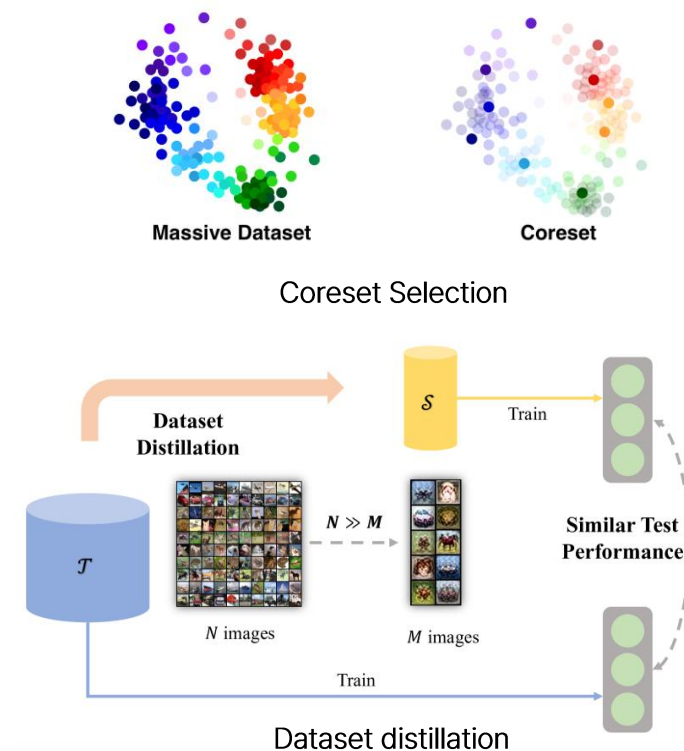 Massive Dataset
Coreset
Coreset Selection
Dataset
Distillation
𝒮
Train
N ≫ M
Similar Test
Performance
𝒯
N images
M images
Train
Dataset distillation